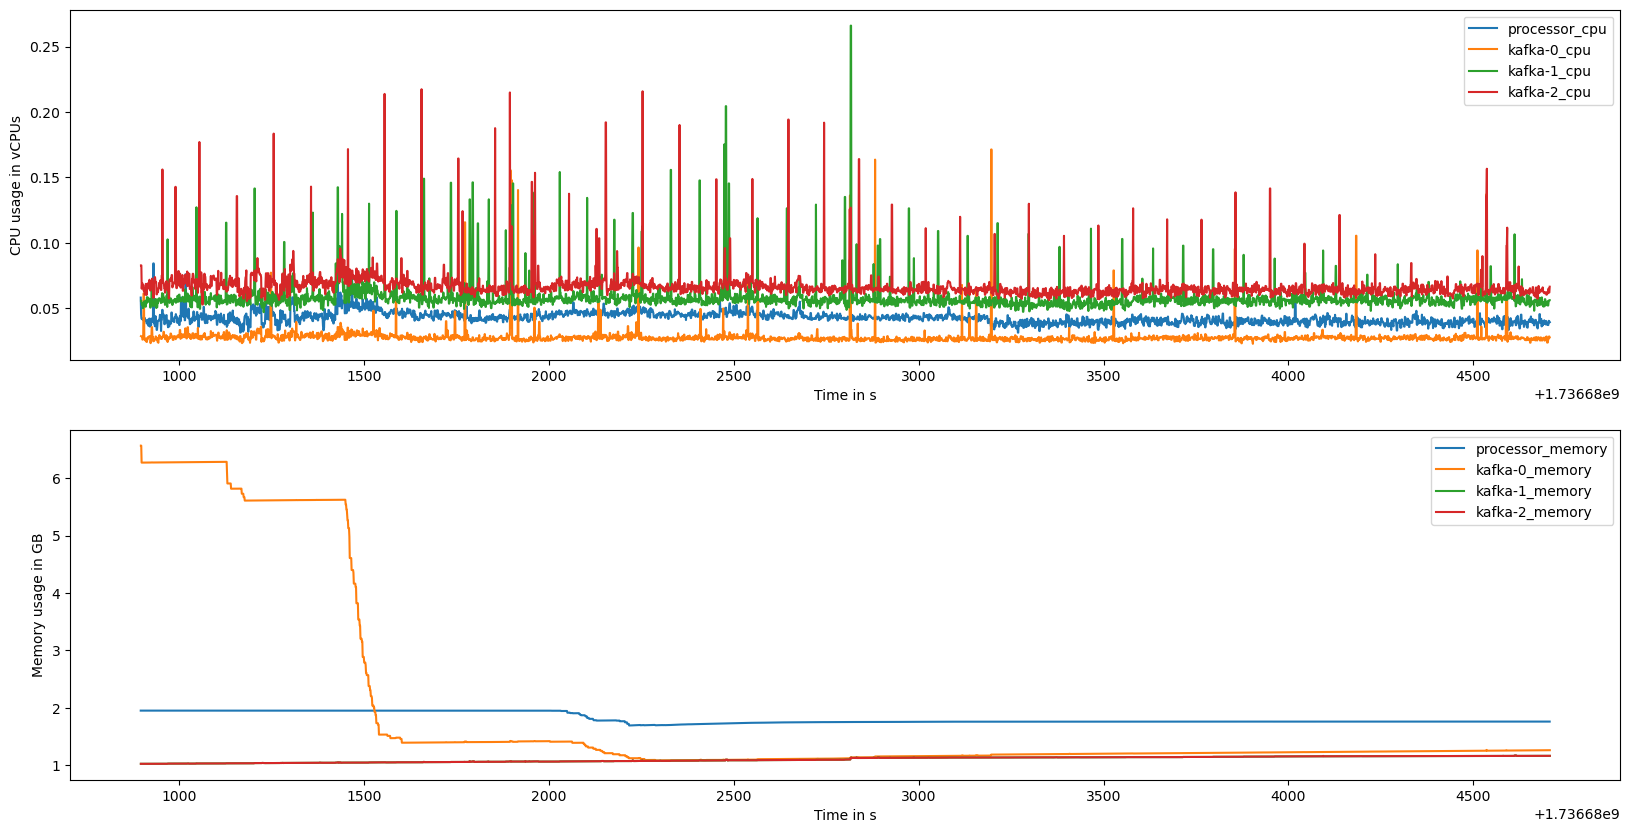 CPU usage in vCPUs
0.25
0.20
0.15
0.10
0.05
processor_cpu
kafka-0_cpu
kafka-1_cpu
kafka-2_cpu
1000 1500 2000 2500 3000 3500 4000 4500
Time in s
+1.73668e9
Memory usage in GB
6
5
4
3
2
1
processor_memory
kafka-0_memory
kafka-1_memory
kafka-2_memory
1000 1500 2000 2500 3000 3500 4000 4500
Time in s
+1.73668e9